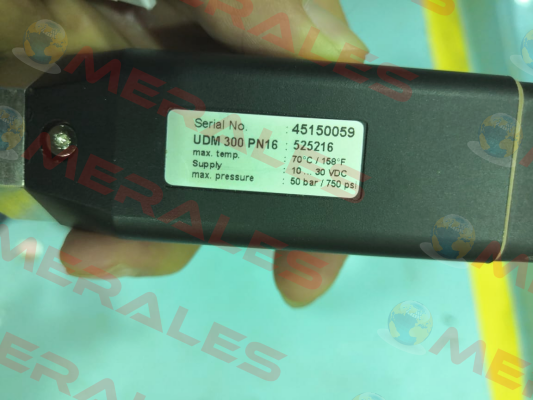 Serial No. : 45150059
UDM 300 PN16 : 525216
max. temp. : 70°C / 158°F
Supply : 10 ... 30 VDC
max. pressure : 50 bar / 750 psi
MERALES
MERALES
MERALES
MERALES